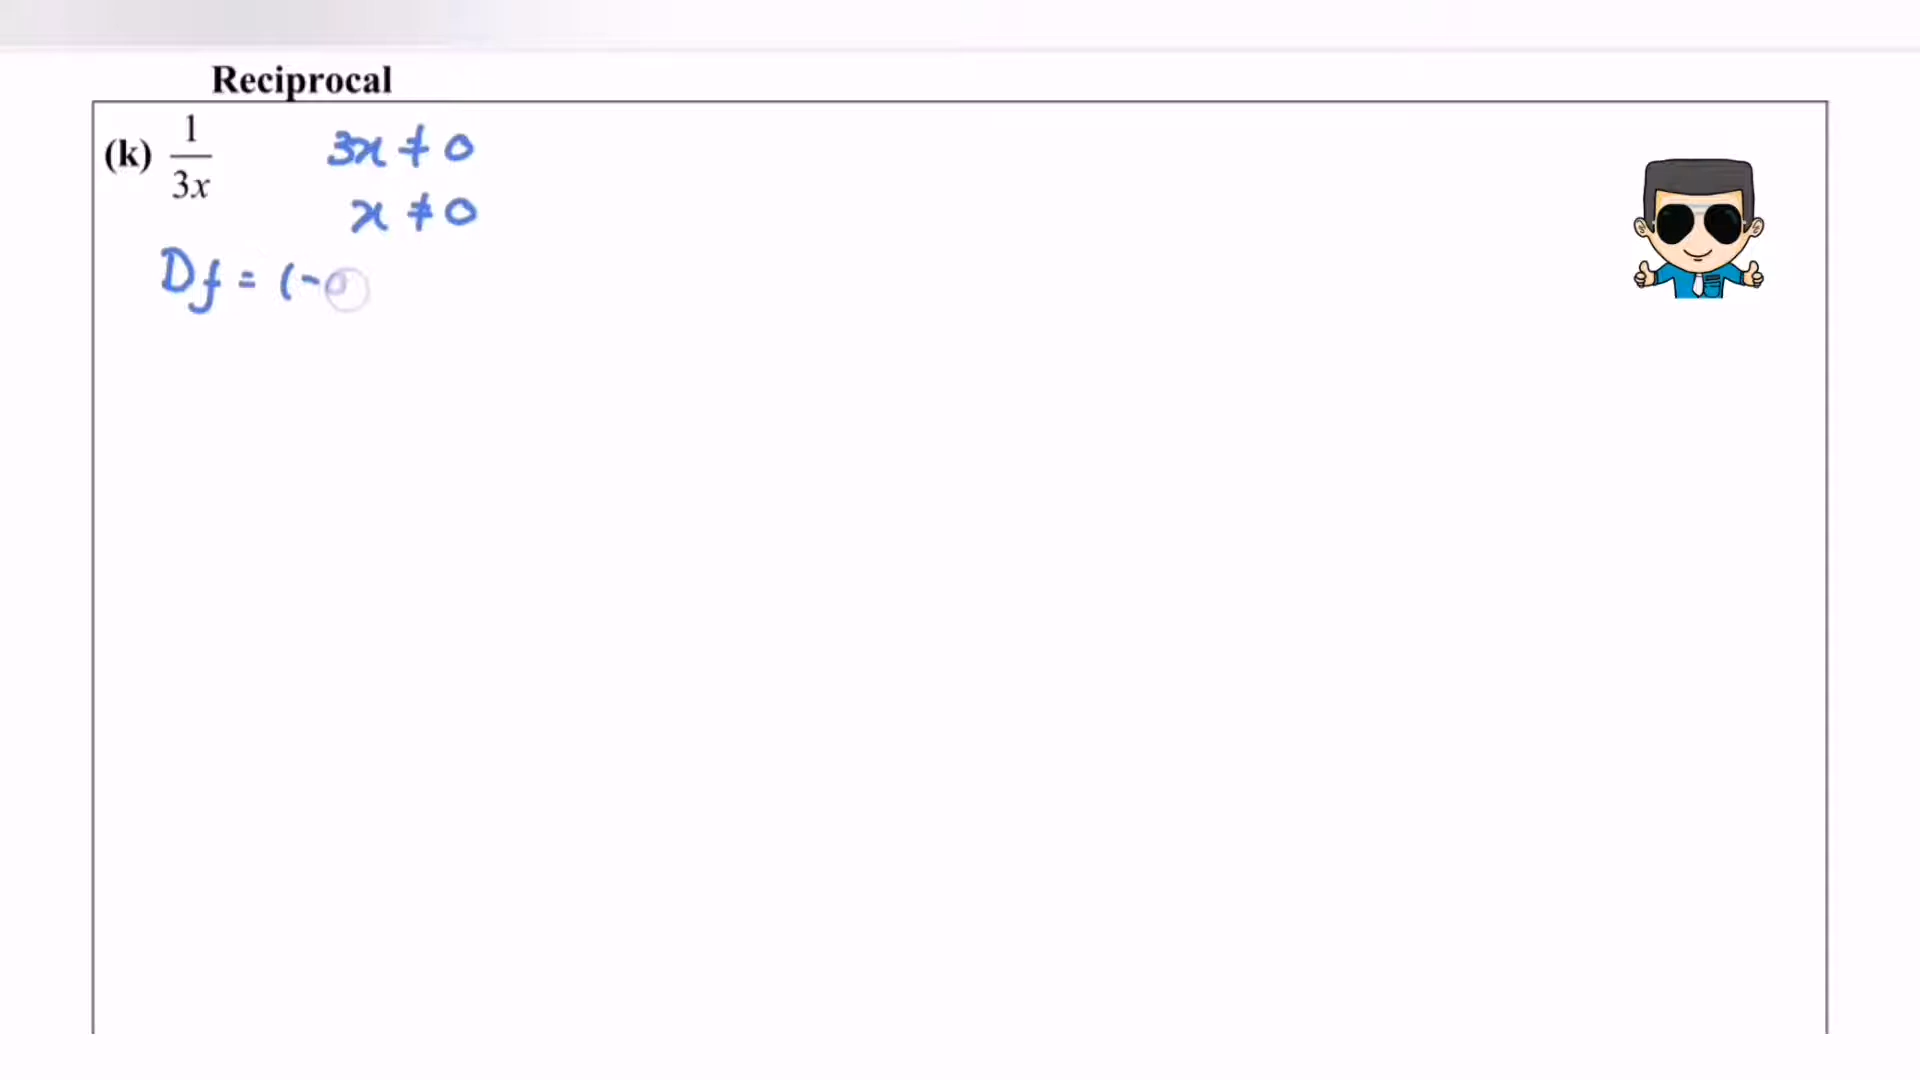 Reciprocal
(k) 1/3x 3x ≠ 0
x ≠ 0
Df = (-